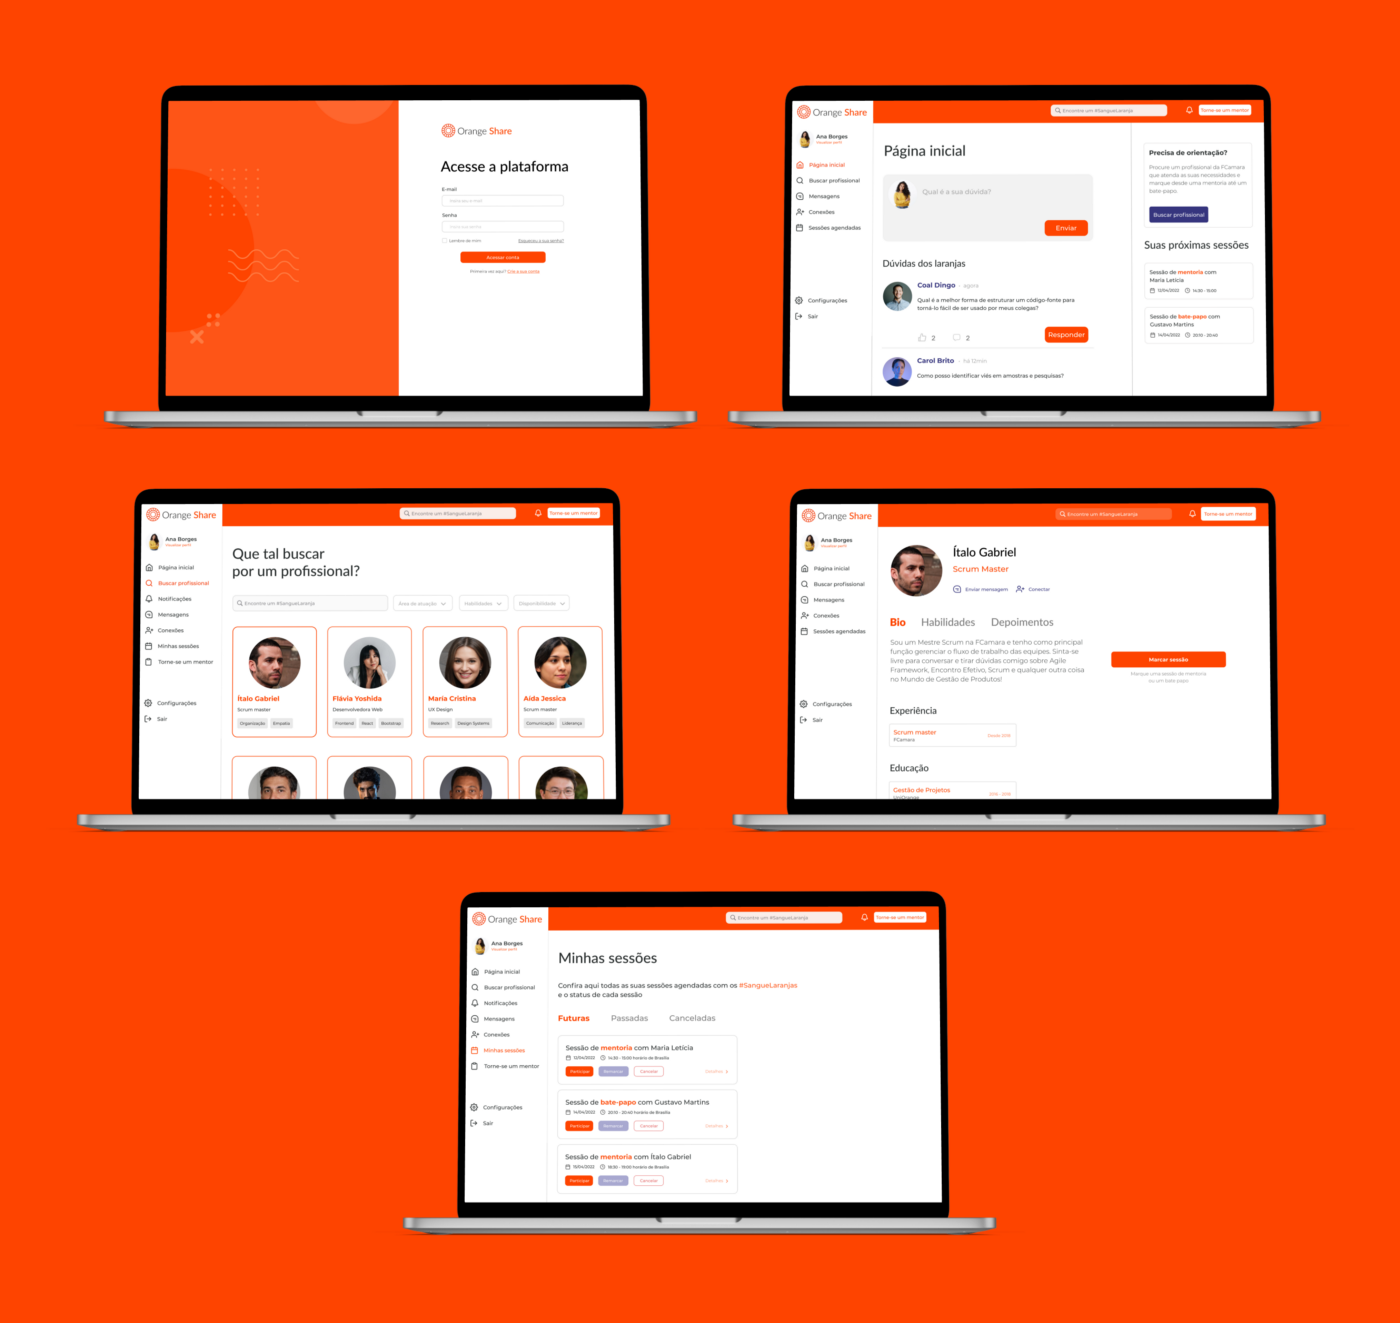 Orange Share
Acesse a plataforma
E-mail
Insira seu e-mail
Senha
Insira sua senha
Lembre de mim
Esqueceu a sua senha?
Acessar conta
Primeira vez aqui? Crie a sua conta
Orange Share
Encontre um #SangueLaranja
Torne-se um mentor
Ana Borges
Visualizar perfil
Página inicial
Buscar profissional
Mensagens
Conexões
Sessões agendadas
Configurações
Sair
Página inicial
Qual é a sua dúvida?
Enviar
Dúvidas dos laranjas
Coal Dingo - agora
Qual é a melhor forma de estruturar um código-fonte para
torná-lo fácil de ser usado por meus colegas?
2 2
Responder
Carol Brito - há 12min
Como posso identificar viés em amostras e pesquisas?
Precisa de orientação?
Procure um profissional da FCamara
que atenda as suas necessidades e
marque desde uma mentoria até um
bate-papo.
Buscar profissional
Suas próximas sessões
Sessão de mentoria com
Maria Letícia
12/04/2022 14:30 - 15:00
Sessão de bate-papo com
Gustavo Martins
14/04/2022 20:10 - 20:40
Orange Share
Encontre um #SangueLaranja
Torne-se um mentor
Ana Borges
Visualizar perfil
Página inicial
Buscar profissional
Notificações
Mensagens
Conexões
Minhas sessões
Torne-se um mentor
Configurações
Sair
Que tal buscar
por um profissional?
Encontre um #SangueLaranja
Área de atuação
Habilidades
Disponibilidade
Ítalo Gabriel
Scrum master
Organização Empatia
Flávia Yoshida
Desenvolvedora Web
Frontend React Bootstrap
Maria Cristina
UX Design
Research Design Systems
Aída Jessica
Scrum master
Comunicação Liderença
Orange Share
Encontre um #SangueLaranja
Torne-se um mentor
Ana Borges
Visualizar perfil
Página inicial
Buscar profissional
Mensagens
Conexões
Sessões agendadas
Configurações
Sair
Ítalo Gabriel
Scrum Master
Enviar mensagem
Conectar
Bio Habilidades Depoimentos
Sou um Mestre Scrum na FCamara e tenho como principal
função gerenciar o fluxo de trabalho das equipes. Sinta-se
livre para conversar e tirar dúvidas comigo sobre Agile
Framework, Encontro Efetivo, Scrum e qualquer outra coisa
no Mundo de Gestão de Produtos!
Marcar sessão
Marque uma sessão de mentoria
ou um bate papo
Experiência
Scrum master
FCamara
Educação
Gestão de Projetos
Orange Share
Encontre um #SangueLaranja
Torne-se um mentor
Ana Borges
Visualizar perfil
Página inicial
Buscar profissional
Notificações
Mensagens
Conexões
Minhas sessões
Torne-se um mentor
Configurações
Sair
Minhas sessões
Confira aqui todas as suas sessões agendadas com os #SangueLaranjas
e o status de cada sessão
Futuras Passadas Canceladas
Sessão de mentoria com Maria Letícia
12/04/2022 14:30 - 15:00 horário de Brasília
Participar Remarcar Cancelar Detalhes
Sessão de bate-papo com Gustavo Martins
14/04/2022 20:10 - 20:40 horário de Brasília
Participar Remarcar Cancelar Detalhes
Sessão de mentoria com Ítalo Gabriel
15/04/2022 18:30 - 19:00 horário de Brasília
Participar Remarcar Cancelar Detalhes